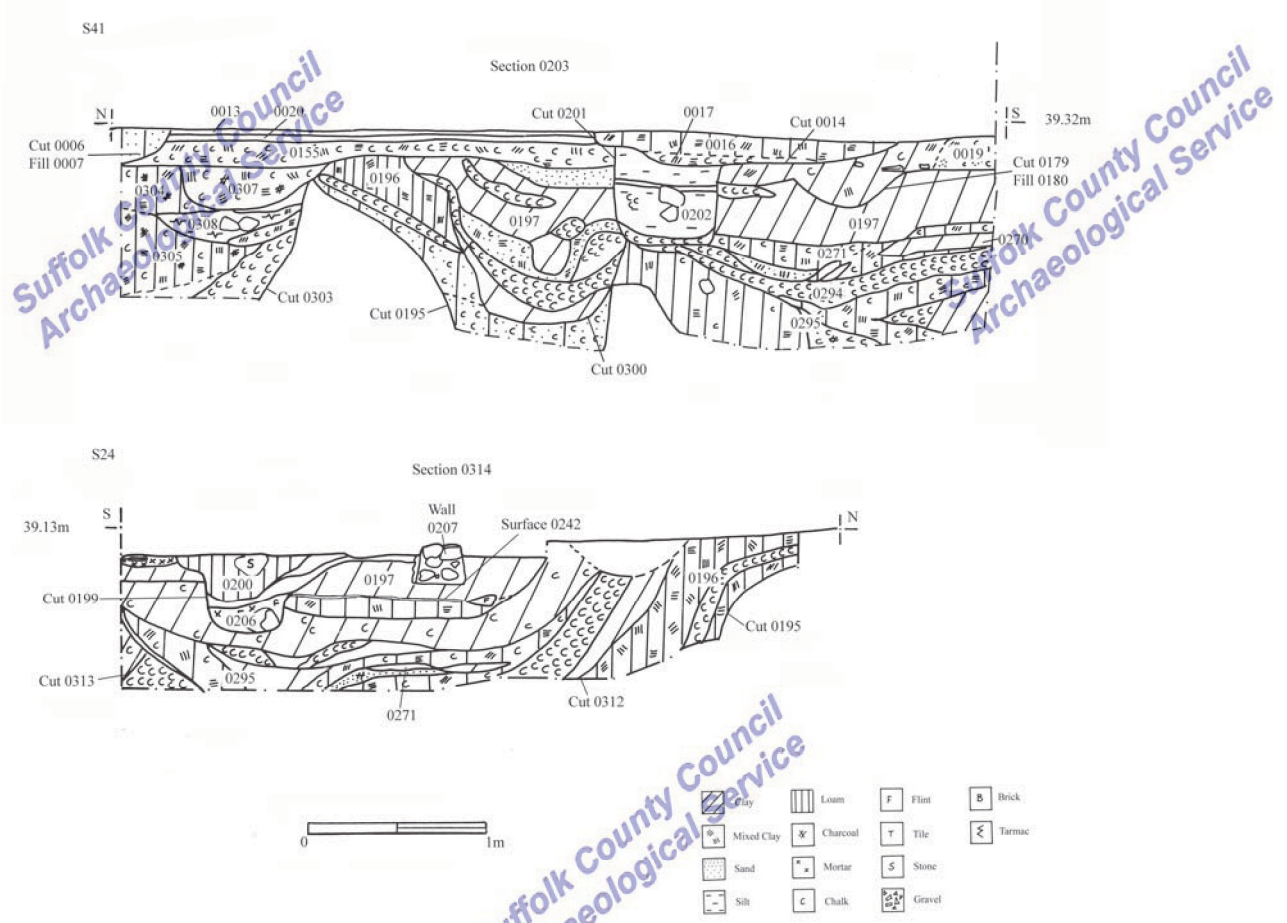 S41
Section 0203
N
0013
0020
Cut 0201
0017
Cut 0014
S
39.32m
Cut 0006
Fill 0007
0155
0016
0019
Cut 0179
Fill 0180
0304
0307
0196
0197
0202
0197
0308
0305
0271
0270
0294
0295
Cut 0303
Cut 0195
Cut 0300
Suffolk County Council
Archaeological Service
Suffolk County Council
Archaeological Service
S24
Section 0314
39.13m
S
Wall
0207
Surface 0242
N
S
0200
0197
0196
Cut 0199
F
F
0206
Cut 0195
Cut 0313
0295
Cut 0312
0271
0
1m
Clay
Loam
F Flint
B Brick
Mixed Clay
Charcoal
T Tile
Tarmac
Sand
Mortar
S Stone
Silt
C Chalk
Gravel
Suffolk County Council
Archaeological Service